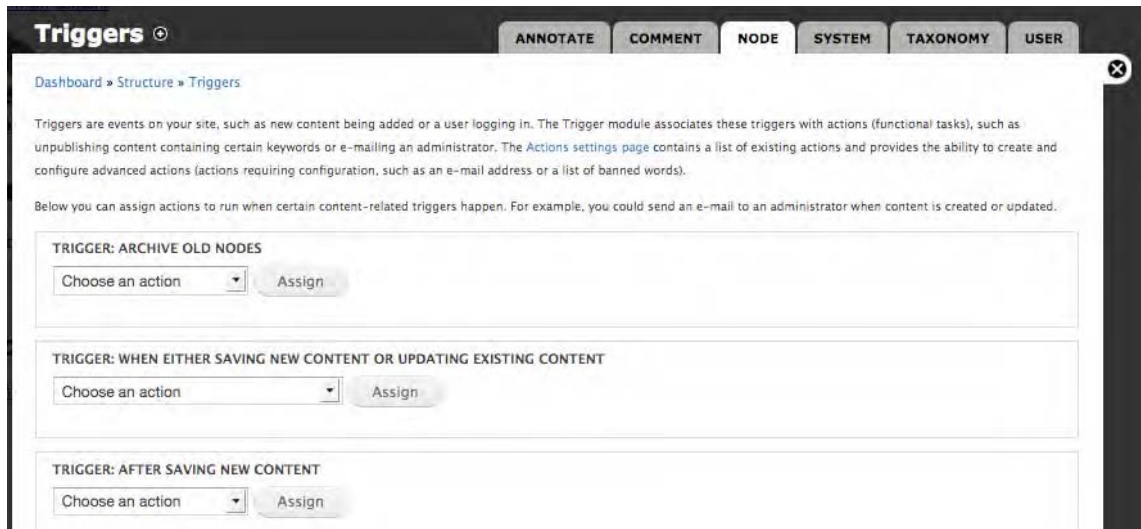 Triggers
ANNOTATE COMMENT NODE SYSTEM TAXONOMY USER
Dashboard » Structure » Triggers
Triggers are events on your site, such as new content being added or a user logging in. The Trigger module associates these triggers with actions (functional tasks), such as
unpublishing content containing certain keywords or e-mailing an administrator. The Actions settings page contains a list of existing actions and provides the ability to create and
configure advanced actions (actions requiring configuration, such as an e-mail address or a list of banned words).
Below you can assign actions to run when certain content-related triggers happen. For example, you could send an e-mail to an administrator when content is created or updated.
TRIGGER: ARCHIVE OLD NODES
Choose an action Assign
TRIGGER: WHEN EITHER SAVING NEW CONTENT OR UPDATING EXISTING CONTENT
Choose an action Assign
TRIGGER: AFTER SAVING NEW CONTENT
Choose an action Assign